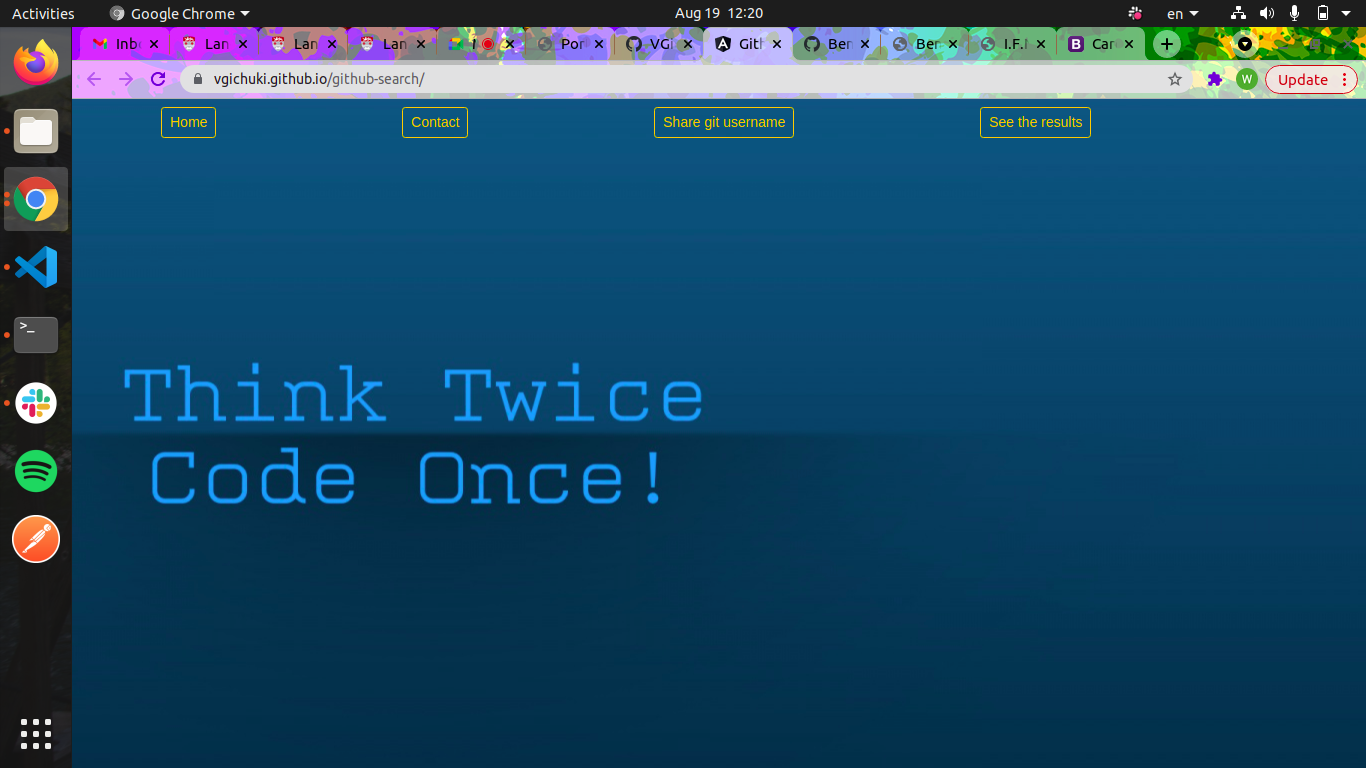 Activities
Google Chrome
Aug 19 12:20
en
Inb
Lan
Lan
Lan
Por
Gith
Ber
Ber
I.F.
Car
vgichuki.github.io/github-search/
W
Update
Home
Contact
Share git username
See the results
>_
Think Twice
Code Once!